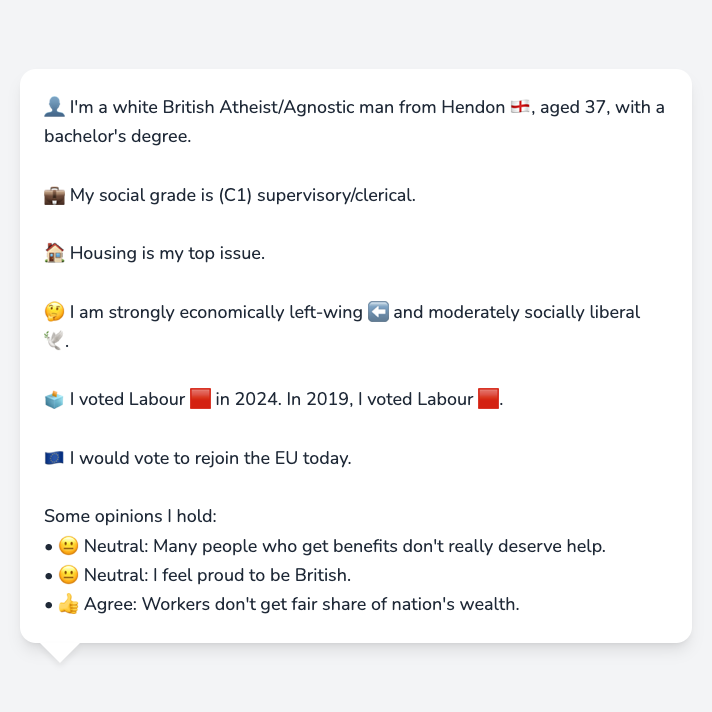 👤 I'm a white British Atheist/Agnostic man from Hendon 🏴󠁧󠁢󠁥󠁮󠁧󠁿, aged 37, with a
bachelor's degree.
💼 My social grade is (C1) supervisory/clerical.
🏠 Housing is my top issue.
🤔 I am strongly economically left-wing ⬅️ and moderately socially liberal
🕊️.
🗳️ I voted Labour 🟥 in 2024. In 2019, I voted Labour 🟥.
🇪🇺 I would vote to rejoin the EU today.
Some opinions I hold:
• 😐 Neutral: Many people who get benefits don't really deserve help.
• 😐 Neutral: I feel proud to be British.
• 👍 Agree: Workers don't get fair share of nation's wealth.